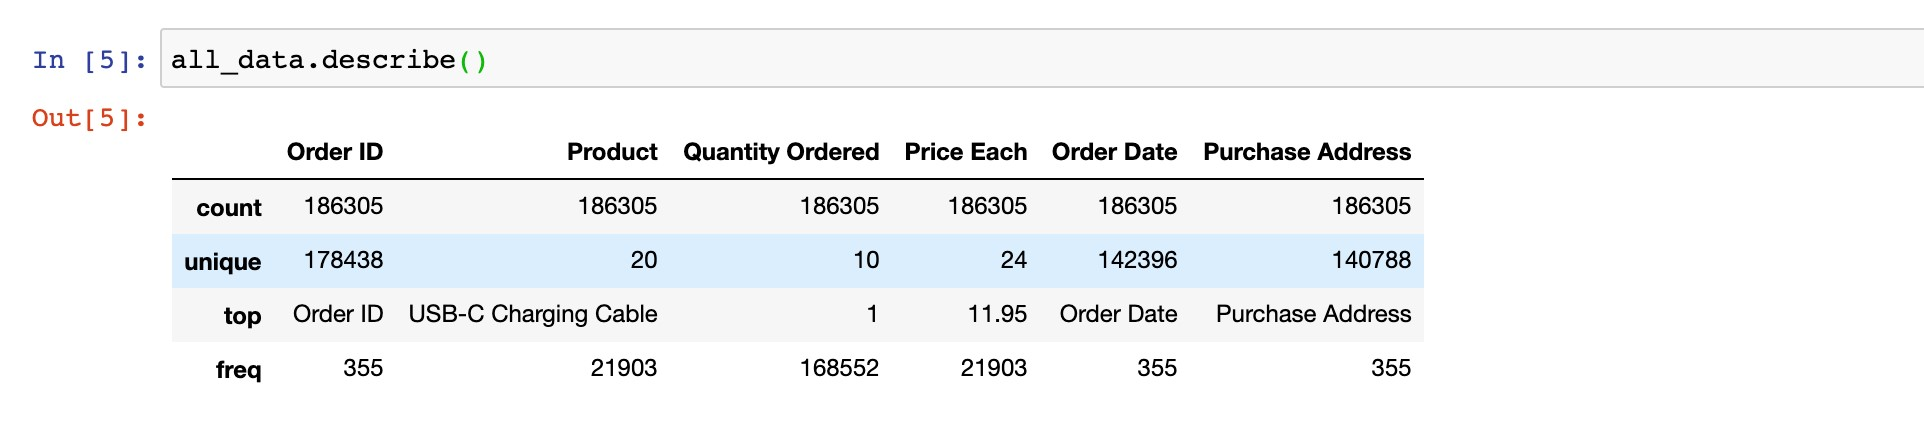 In [5]: all_data.describe()
Out[5]:
Order ID Product Quantity Ordered Price Each Order Date Purchase Address
count 186305 186305 186305 186305 186305 186305
unique 178438 20 10 24 142396 140788
top Order ID USB-C Charging Cable 1 11.95 Order Date Purchase Address
freq 355 21903 168552 21903 355 355